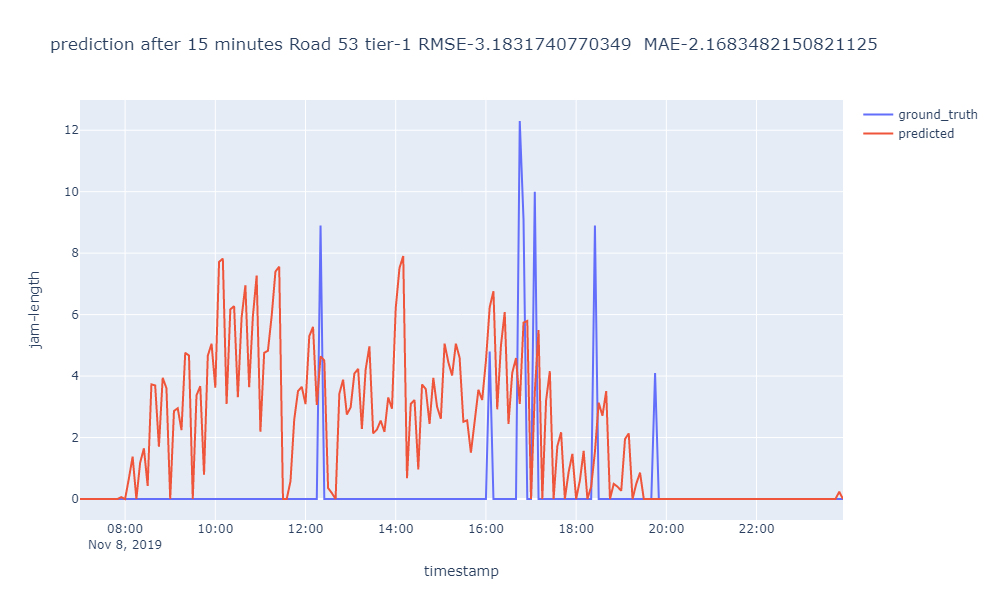 prediction after 15 minutes Road 53 tier-1 RMSE-3.1831740770349  MAE-2.1683482150821125
ground_truth
predicted
12
10
8
6
4
2
0
jam-length
08:00 10:00 12:00 14:00 16:00 18:00 20:00 22:00
Nov 8, 2019
timestamp